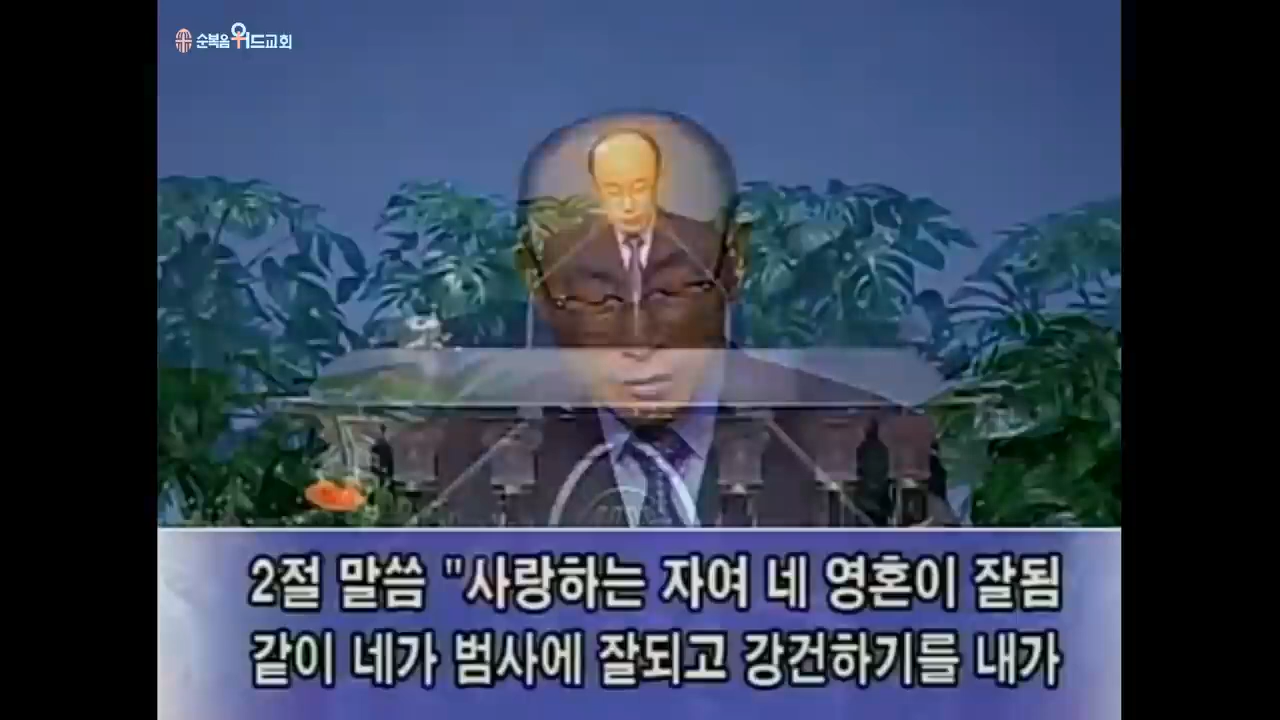 순복음위드교회
2절 말씀 "사랑하는 자여 네 영혼이 잘됨
같이 네가 범사에 잘되고 강건하기를 내가